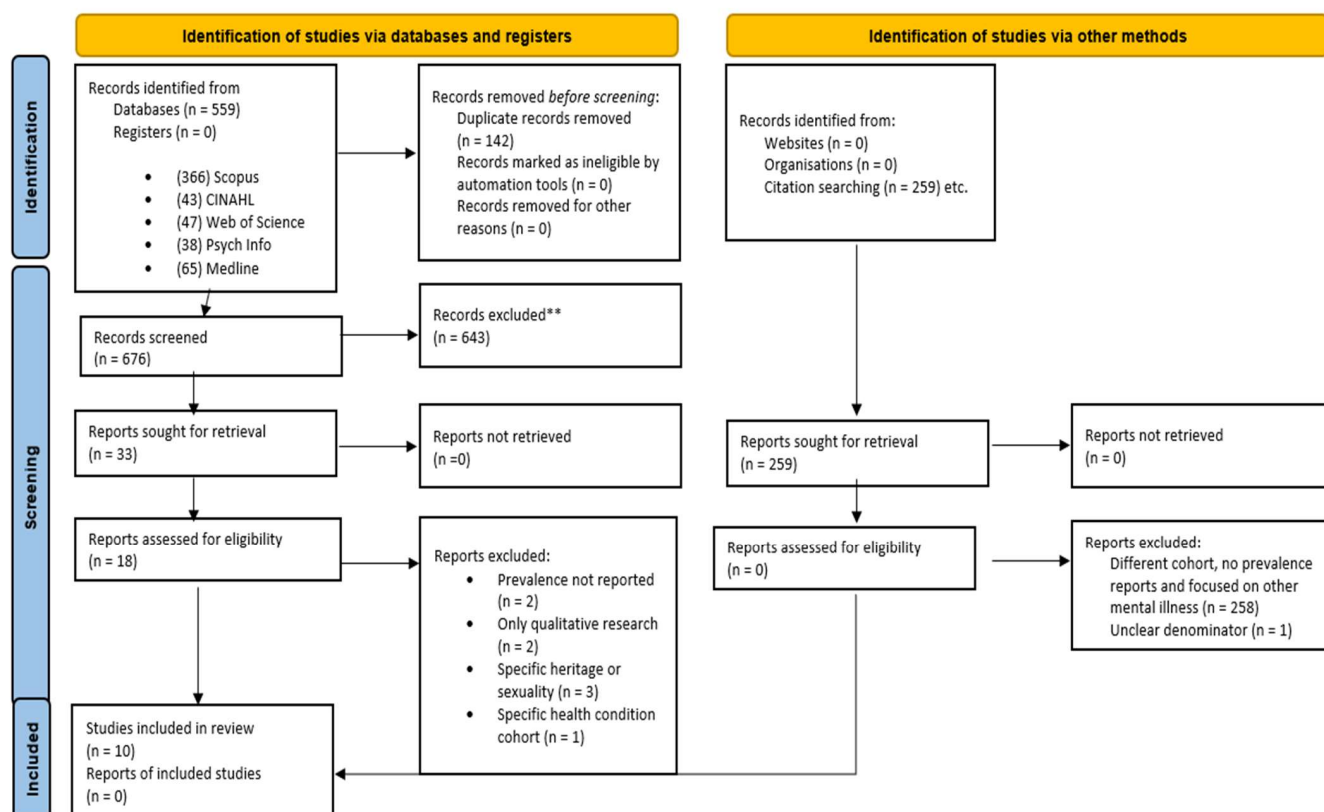 Identification of studies via databases and registers
Identification of studies via other methods
Identification
Records identified from
Databases (n = 559)
Registers (n = 0)
• (366) Scopus
• (43) CINAHL
• (47) Web of Science
• (38) Psych Info
• (65) Medline
Records removed before screening:
Duplicate records removed
(n = 142)
Records marked as ineligible by
automation tools (n = 0)
Records removed for other
reasons (n = 0)
Records identified from:
Websites (n = 0)
Organisations (n = 0)
Citation searching (n = 259) etc.
Screening
Records screened
(n = 676)
Records excluded**
(n = 643)
Reports sought for retrieval
(n = 33)
Reports not retrieved
(n =0)
Reports sought for retrieval
(n = 259)
Reports not retrieved
(n = 0)
Reports assessed for eligibility
(n = 18)
Reports excluded:
• Prevalence not reported
(n = 2)
• Only qualitative research
(n = 2)
• Specific heritage or
sexuality (n = 3)
• Specific health condition
cohort (n = 1)
Reports assessed for eligibility
(n = 0)
Reports excluded:
Different cohort, no prevalence
reports and focused on other
mental illness (n = 258)
Unclear denominator (n = 1)
Included
Studies included in review
(n = 10)
Reports of included studies
(n = 0)